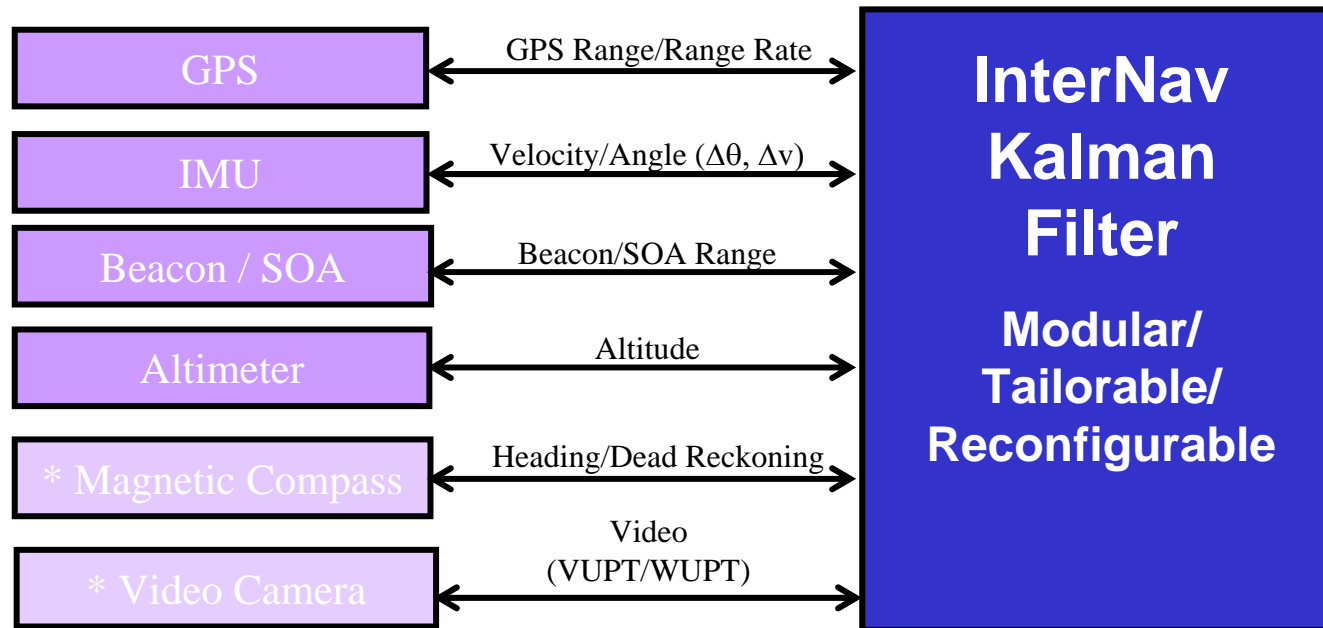 GPS
GPS Range/Range Rate
IMU
Velocity/Angle (Δθ, Δv)
Beacon / SOA
Beacon/SOA Range
Altimeter
Altitude
* Magnetic Compass
Heading/Dead Reckoning
* Video Camera
Video
(VUPT/WUPT)
InterNav
Kalman
Filter
Modular/
Tailorable/
Reconfigurable